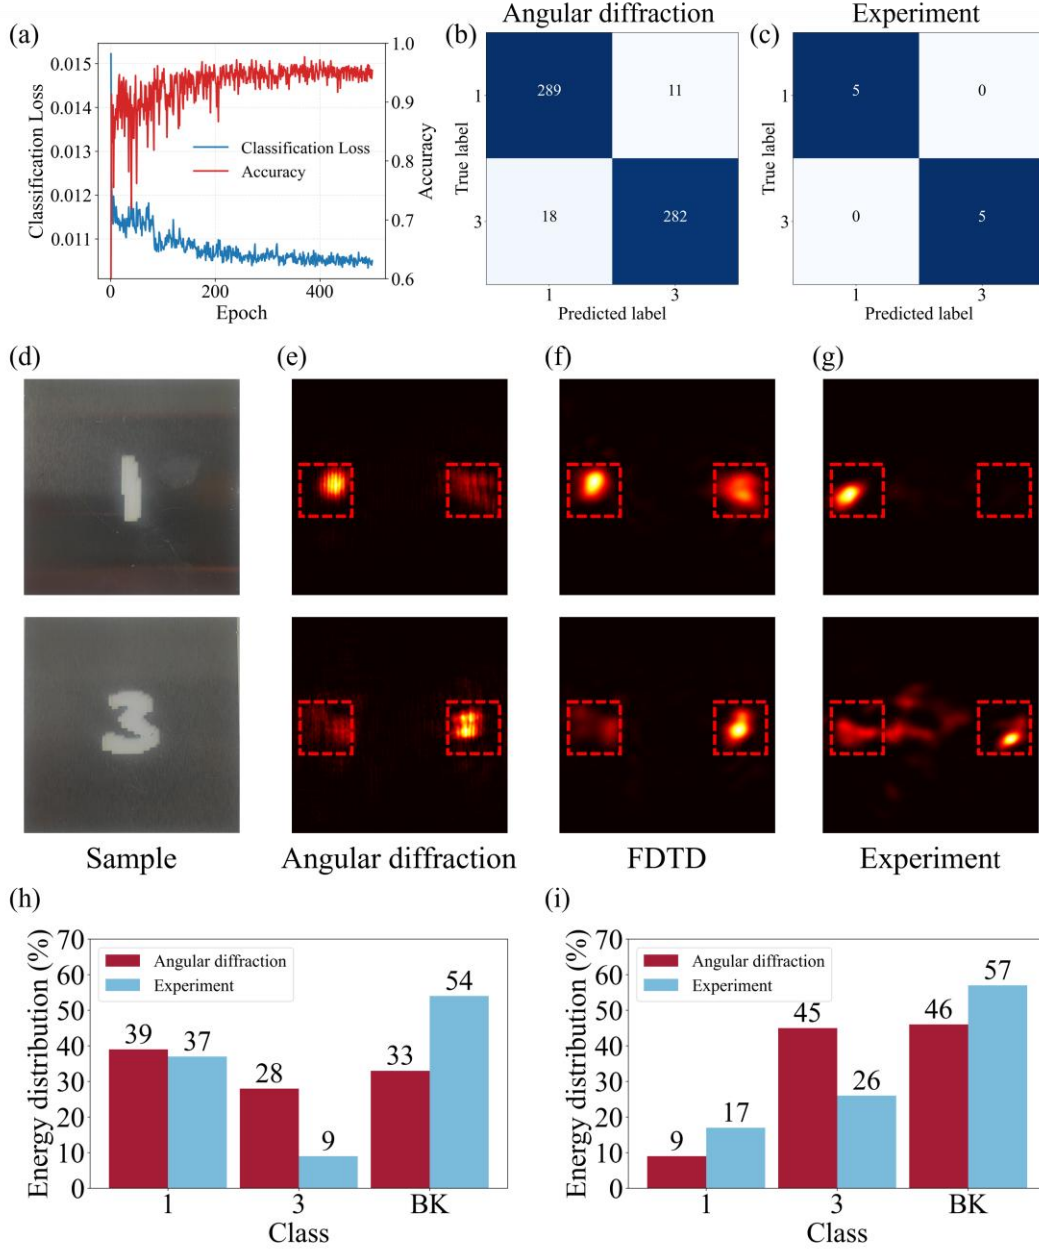 (a)
Classification Loss
0.015
0.014
0.013
0.012
0.011
1.0
0.9
0.8
0.7
0.6
Accuracy
Classification Loss
Accuracy
0
200
400
Epoch
(b)
Angular diffraction
True label
1
3
289
11
18
282
1
3
Predicted label
(c)
Experiment
True label
1
3
5
0
0
5
1
3
Predicted label
(d)
(e)
(f)
(g)
1
3
Sample
Angular diffraction
FDTD
Experiment
(h)
Energy distribution (%)
70
60
50
40
30
20
10
0
Angular diffraction
Experiment
39
37
28
9
33
54
1
3
BK
Class
(i)
Energy distribution (%)
70
60
50
40
30
20
10
0
Angular diffraction
Experiment
9
17
45
26
46
57
1
3
BK
Class